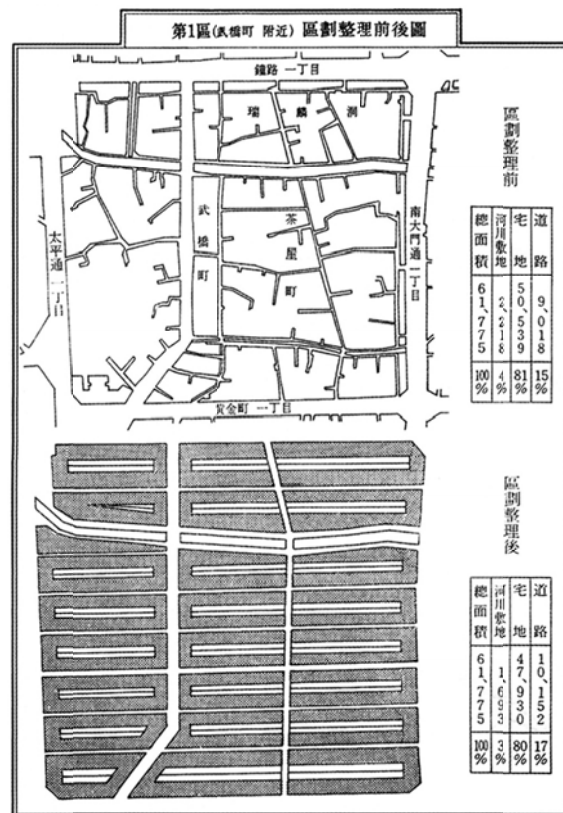 第1區(武橋町 附近) 區劃整理前後圖
鐘路 一丁目
瑞麟洞
武橋町
茶屋町
太平通一丁目
南大門通一丁目
黄金町 一丁目
區劃整理前
道路 9、018 15%
宅地 50、539 81%
河川敷地 2、218 4%
總面積 61、775 100%
區劃整理後
道路 10、152 17%
宅地 47、930 80%
河川敷地 1、693 3%
總面積 61、775 100%